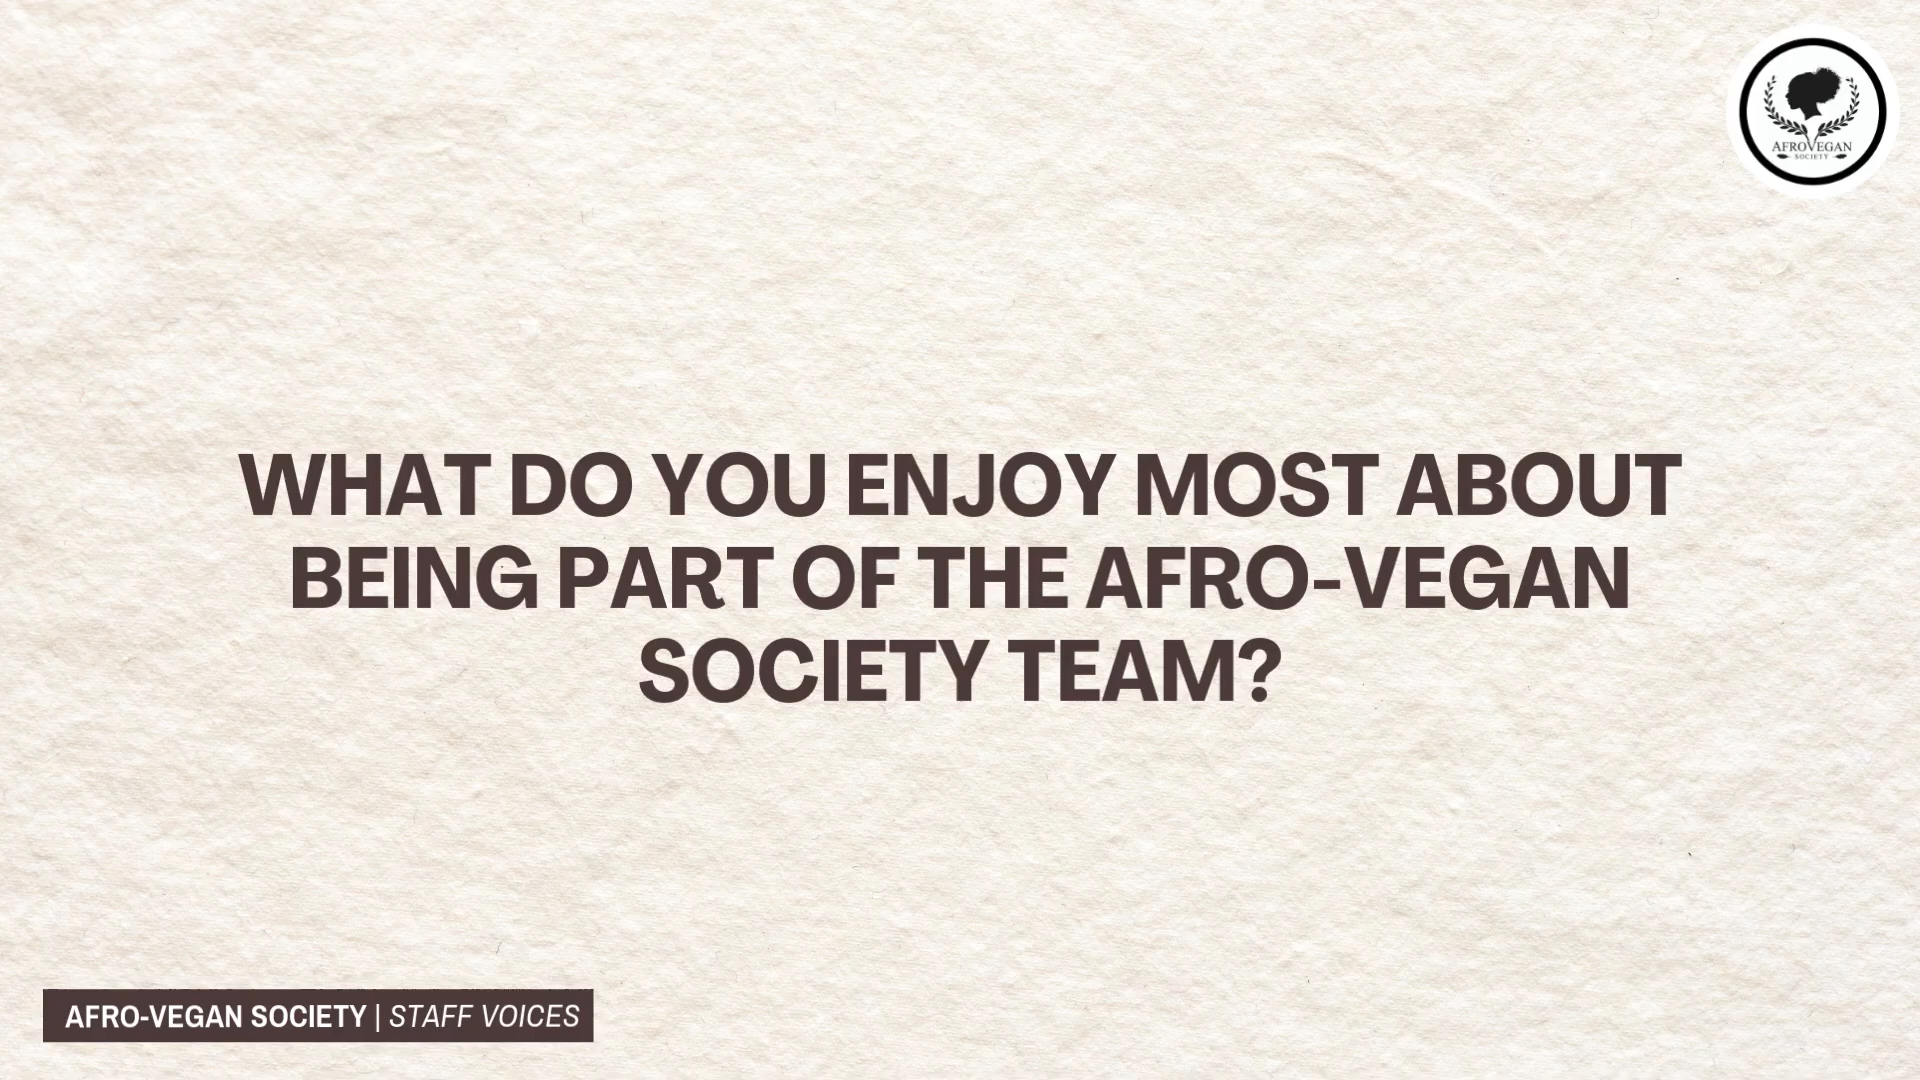 AFROVEGAN
SOCIETY
WHAT DO YOU ENJOY MOST ABOUT
BEING PART OF THE AFRO-VEGAN
SOCIETY TEAM?
AFRO-VEGAN SOCIETY | STAFF VOICES